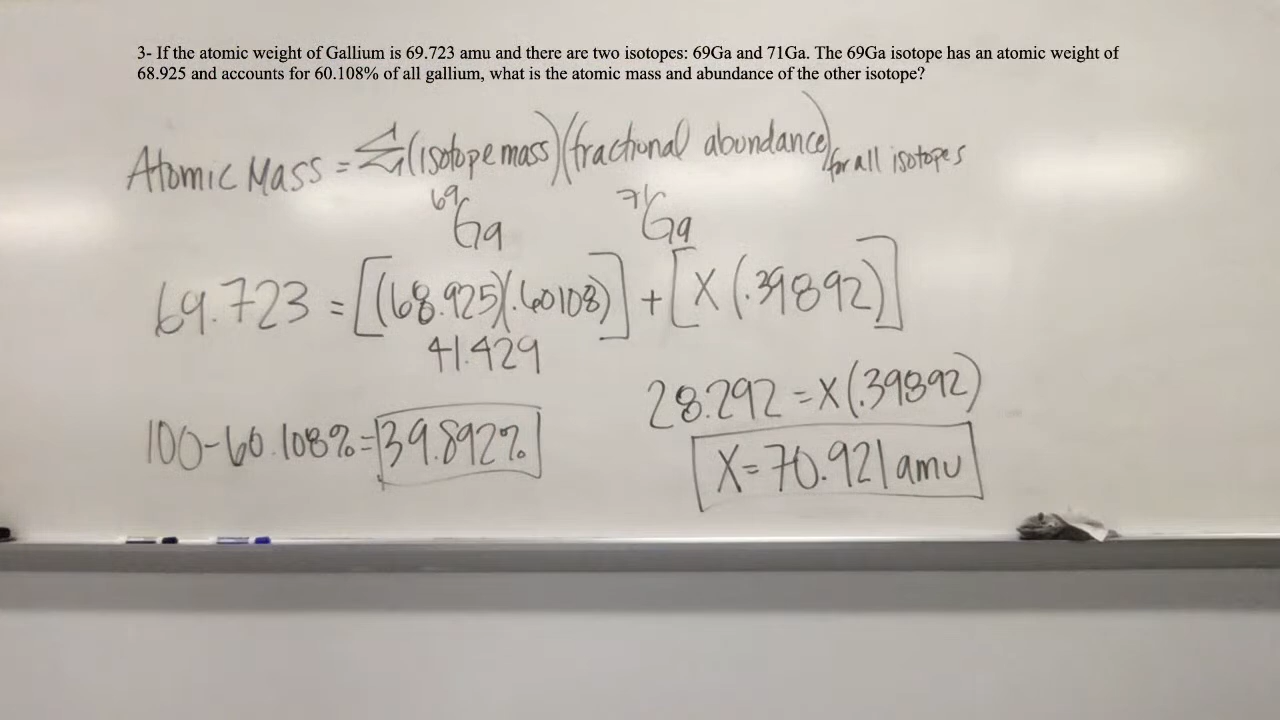 3- If the atomic weight of Gallium is 69.723 amu and there are two isotopes: 69Ga and 71Ga. The 69Ga isotope has an atomic weight of
68.925 and accounts for 60.108% of all gallium, what is the atomic mass and abundance of the other isotope?
Atomic Mass = Σ(isotope mass)(fractional abundance) for all isotopes
⁶⁹Ga ⁷¹Ga
69.723 = [(68.925)(.60108)] + [X (.39892)]
41.429
28.292 = X (.39892)
100-60.108% = 39.892%
X = 70.921 amu